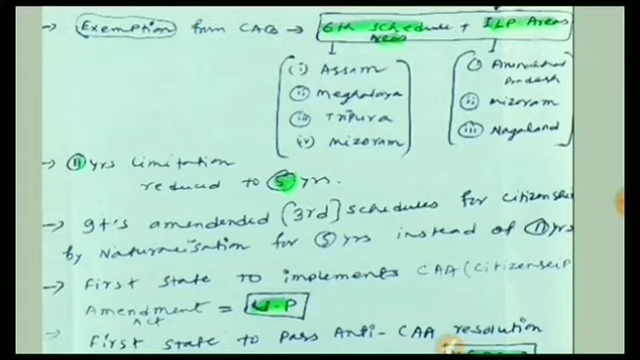 → Exemption from CAB → 6th schedule + ILP Areas
Areas
(i) Assam
(ii) Meghalaya
(iii) Tripura
(iv) Mizoram
(i) Arunachal
Pradesh
(ii) Mizoram
(iii) Nagaland
→ 11 yrs limitation
reduced to 5 yrs.
→ It's amendended [3rd] schedules for citizenship
by Naturalisation for 5 yrs instead of 11 yrs
→ First state to implements CAA (Citizenseip
Amendment Act = U.P
→ First state to pass Anti-CAA resolution